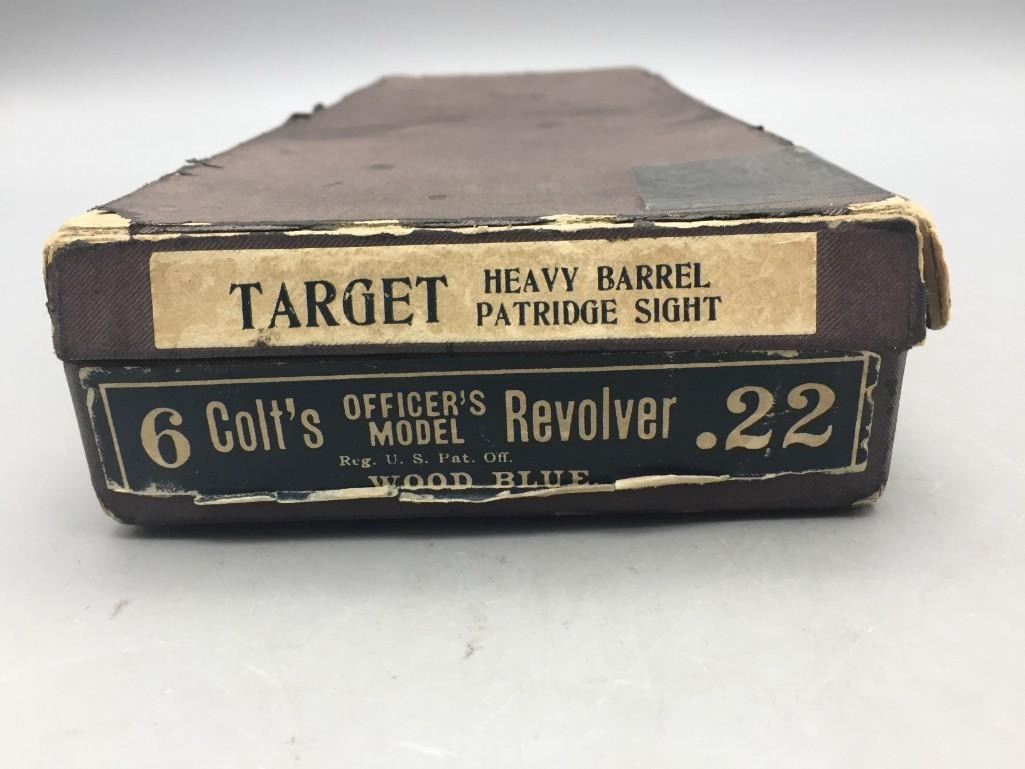 TARGET HEAVY BARREL
PATRIDGE SIGHT
6 Colt's OFFICER'S MODEL Revolver .22
Reg. U. S. Pat. Off.
WOOD BLUE